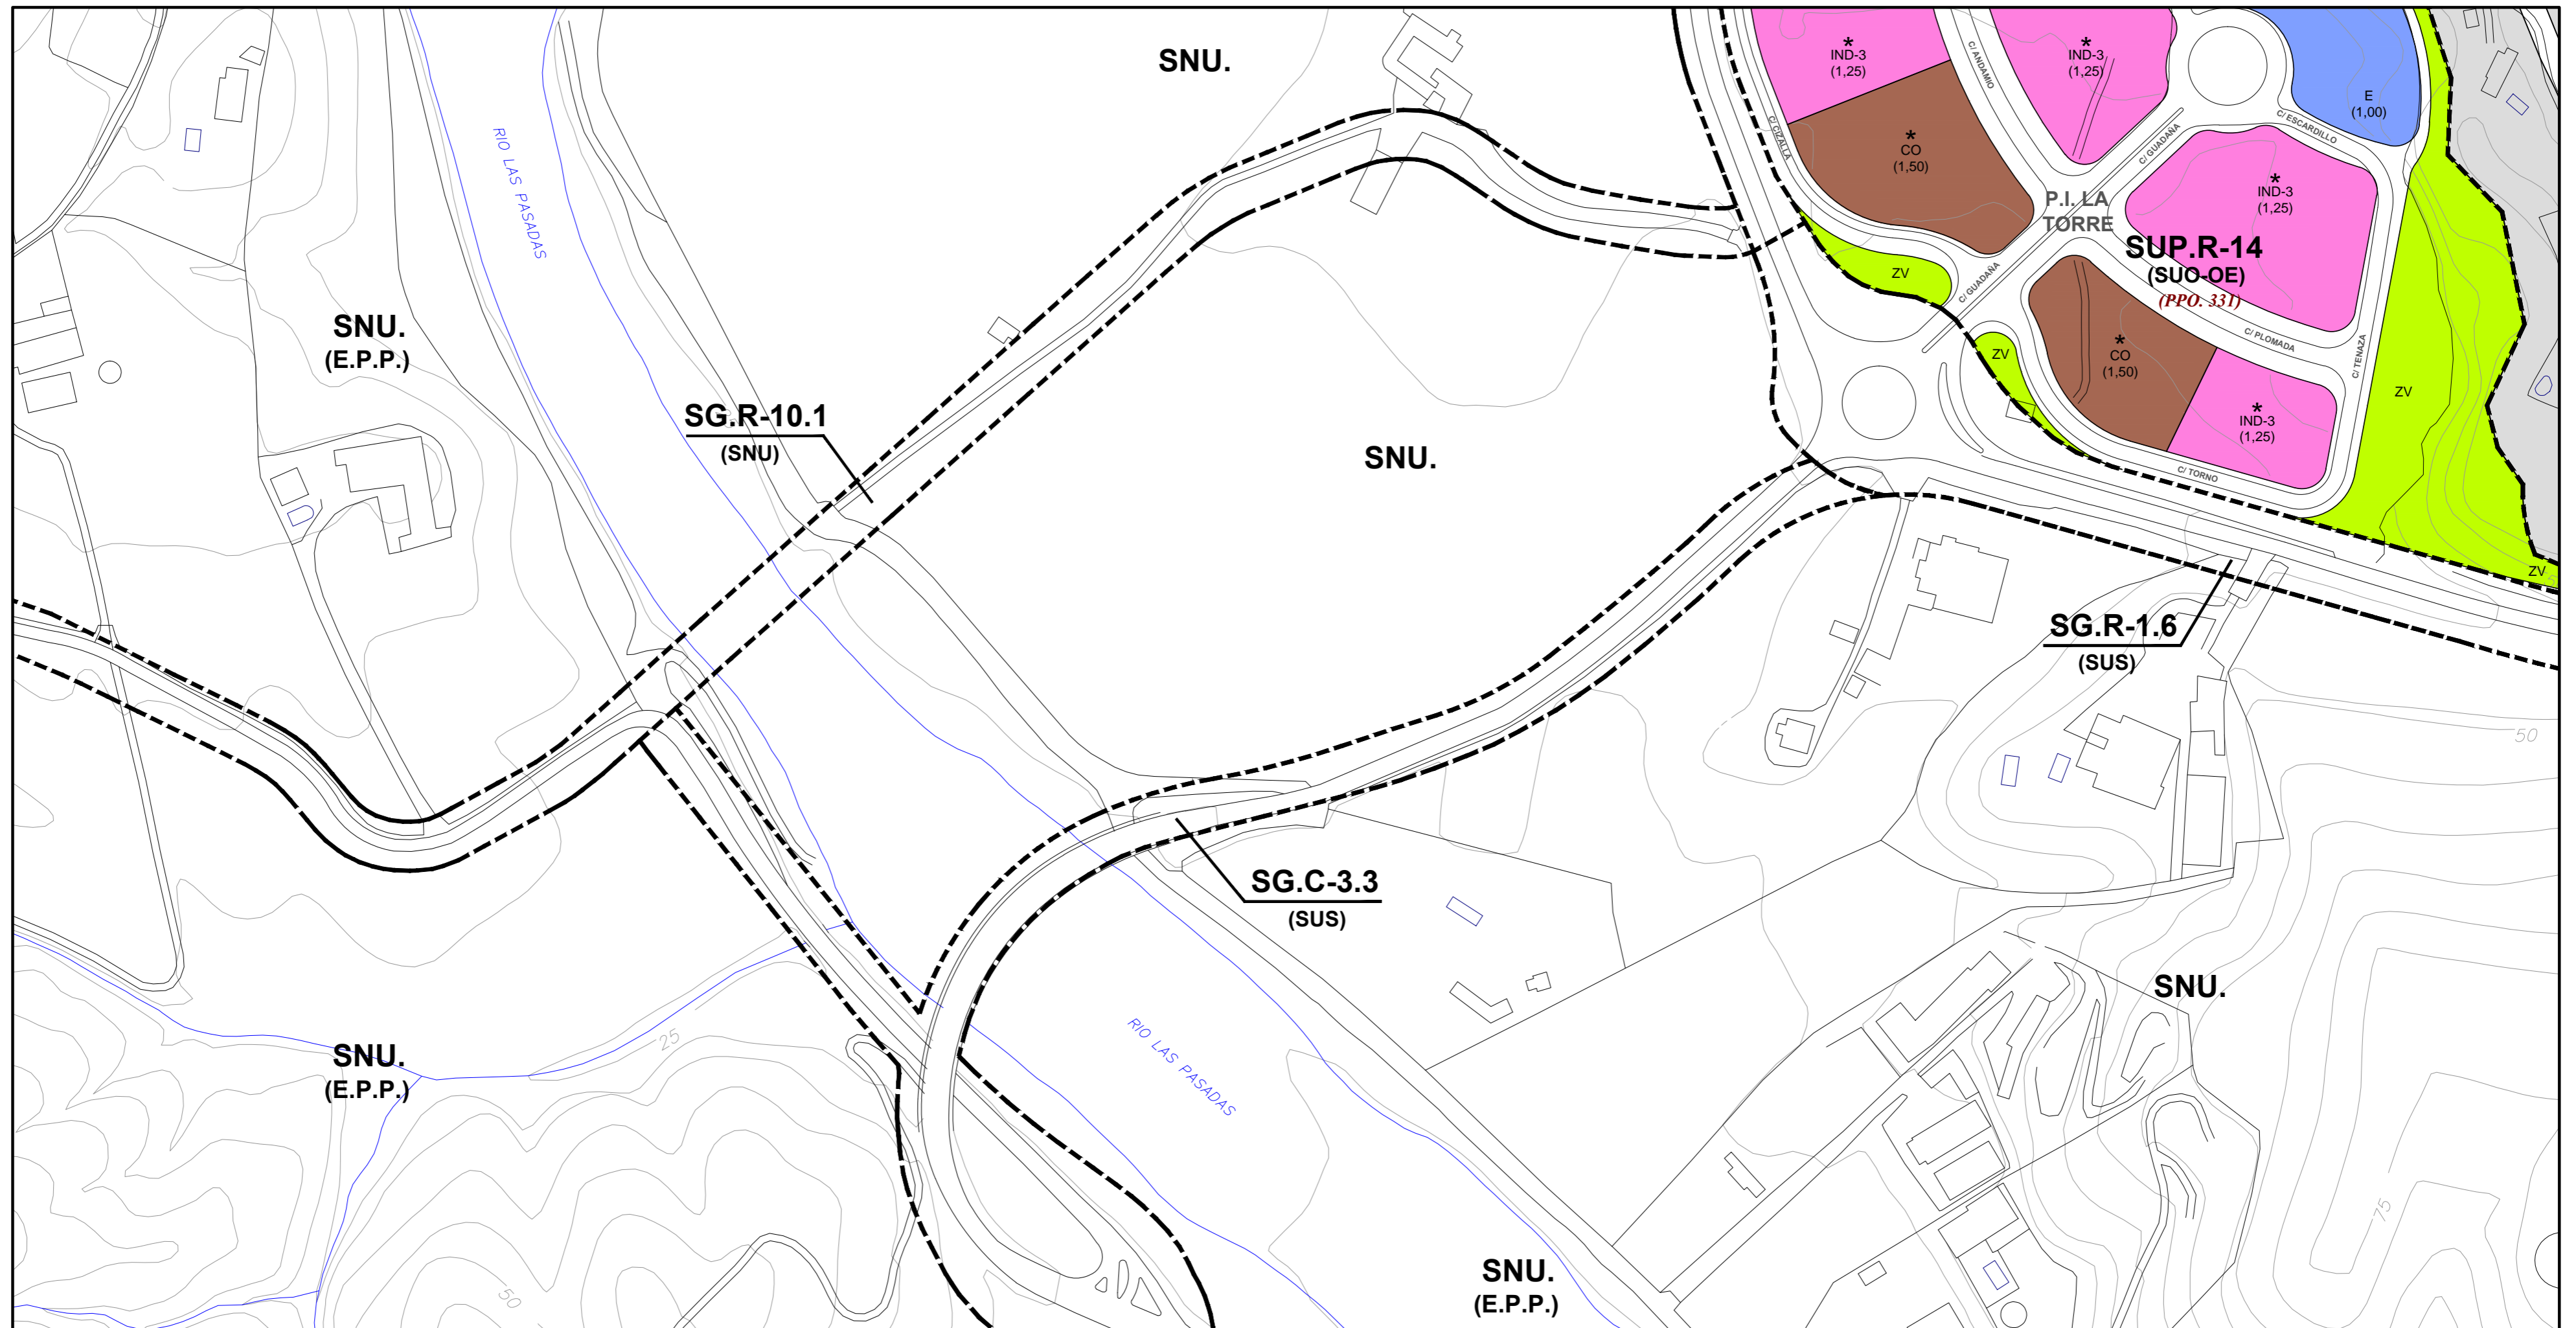 SNU.
*
IND-3
(1,25)
*
IND-3
(1,25)
E
(1,00)
C/ ANDAMIO
C/ ESCARDILLO
C/ CIZALLA
*
CO
(1,50)
C/ GUADAÑA
RIO LAS PASADAS
*
IND-3
(1,25)
P.I. LA
TORRE
SUP.R-14
(SUO-OE)
(PPO. 331)
ZV
C/ GUADAÑA
SNU.
(E.P.P.)
ZV
*
CO
(1,50)
C/ PLOMADA
C/ TENAZA
ZV
SG.R-10.1
(SNU)
SNU.
*
IND-3
(1,25)
C/ TORNO
ZV
SG.R-1.6
(SUS)
50
SG.C-3.3
(SUS)
SNU.
25
SNU.
(E.P.P.)
RIO LAS PASADAS
75
SNU.
(E.P.P.)
50